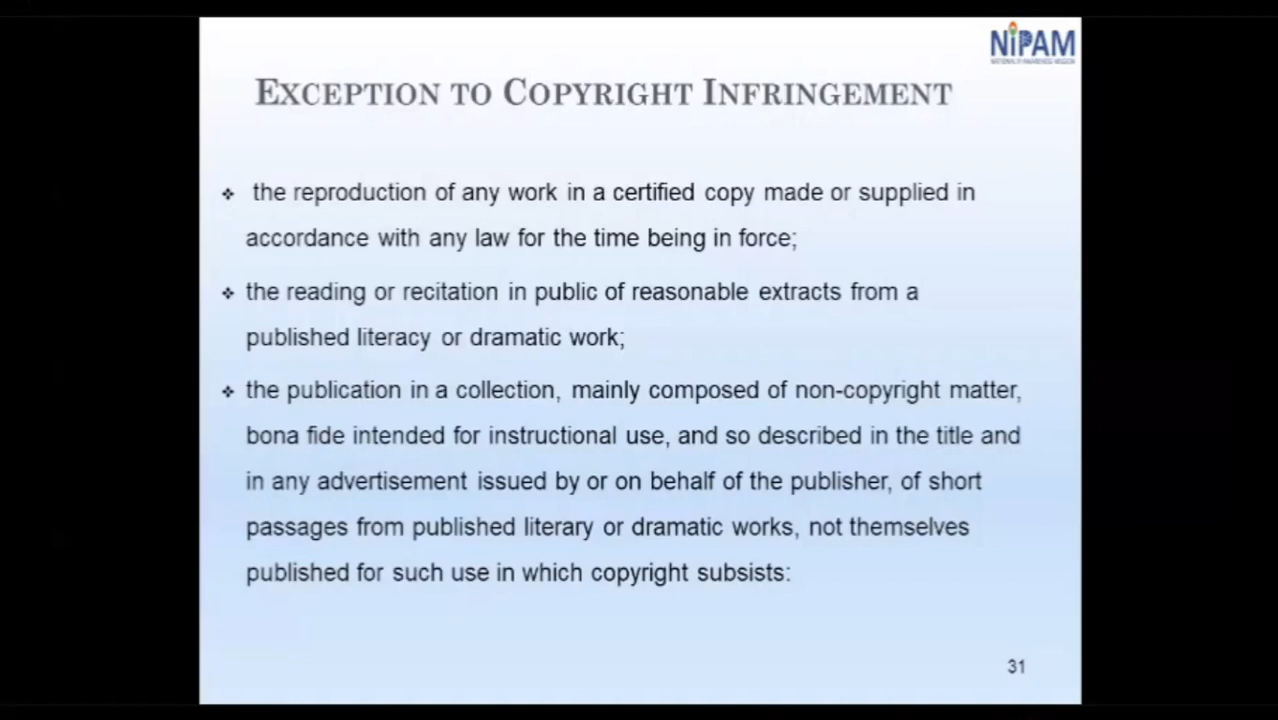 NiPAM
NATIONAL IP AWARENESS MISSION
EXCEPTION TO COPYRIGHT INFRINGEMENT
❖ the reproduction of any work in a certified copy made or supplied in
accordance with any law for the time being in force;
❖ the reading or recitation in public of reasonable extracts from a
published literacy or dramatic work;
❖ the publication in a collection, mainly composed of non-copyright matter,
bona fide intended for instructional use, and so described in the title and
in any advertisement issued by or on behalf of the publisher, of short
passages from published literary or dramatic works, not themselves
published for such use in which copyright subsists:
31